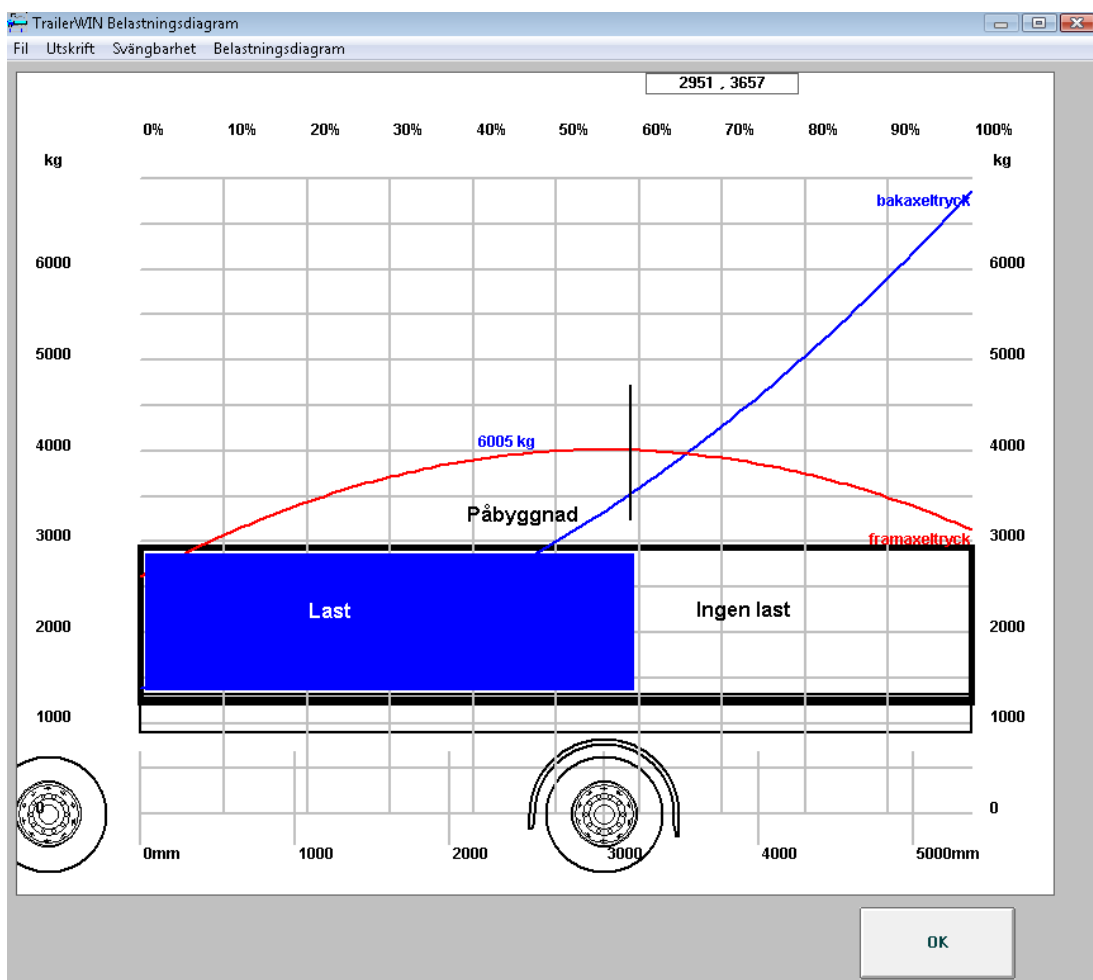 TrailerWIN Belastningsdiagram
Fil Utskrift Svängbarhet Belastningsdiagram
2951 , 3657
0% 10% 20% 30% 40% 50% 60% 70% 80% 90% 100%
kg kg
bakaxeltryck
6000 6000
5000 5000
4000 6005 kg 4000
Påbyggnad
3000 framaxeltryck 3000
Last Ingen last
2000 2000
1000 1000
0 0
0mm 1000 2000 3000 4000 5000mm
OK